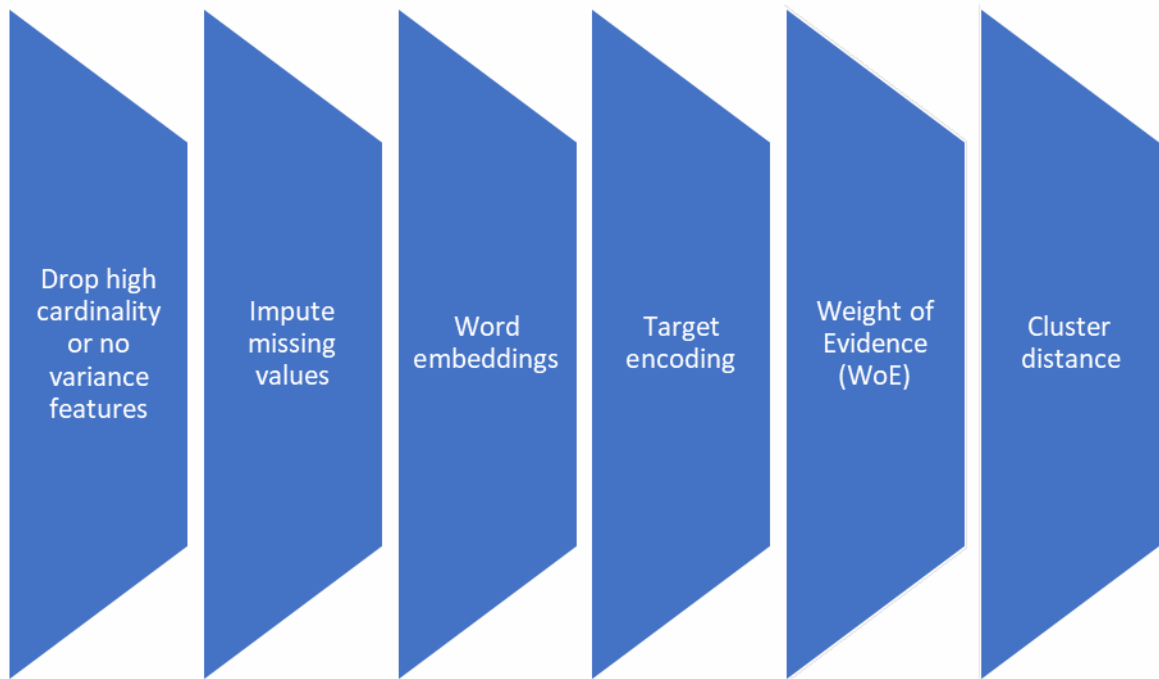 Drop high
cardinality
or no
variance
features
Impute
missing
values
Word
embeddings
Target
encoding
Weight of
Evidence
(WoE)
Cluster
distance